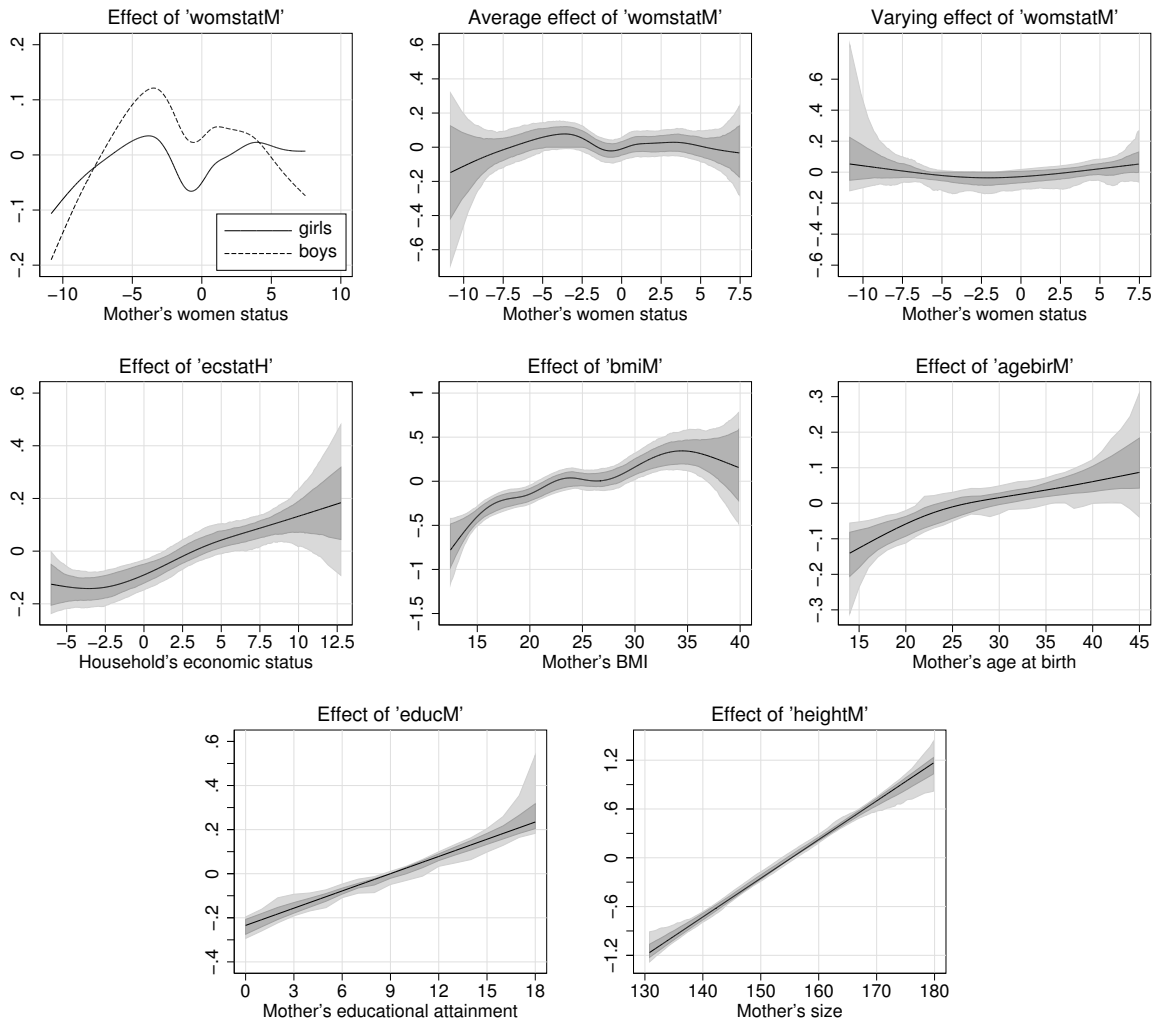 Effect of 'womstatM'
.2
.1
0
−.1
−.2
girls
boys
−10 −5 0 5 10
Mother's women status
Average effect of 'womstatM'
.6
.4
.2
0
−.2
−.4
−.6
−10 −7.5 −5 −2.5 0 2.5 5 7.5
Mother's women status
Varying effect of 'womstatM'
.6
.4
.2
0
−.2
−.4
−.6
−10 −7.5 −5 −2.5 0 2.5 5 7.5
Mother's women status
Effect of 'ecstatH'
.6
.4
.2
0
−.2
−5 −2.5 0 2.5 5 7.5 10 12.5
Household's economic status
Effect of 'bmiM'
1
.5
0
−.5
−1
−1.5
15 20 25 30 35 40
Mother's BMI
Effect of 'agebirM'
.3
.2
.1
0
−.1
−.2
−.3
15 20 25 30 35 40 45
Mother's age at birth
Effect of 'educM'
.6
.4
.2
0
−.2
−.4
0 3 6 9 12 15 18
Mother's educational attainment
Effect of 'heightM'
1.2
.6
0
−.6
−1.2
130 140 150 160 170 180
Mother's size